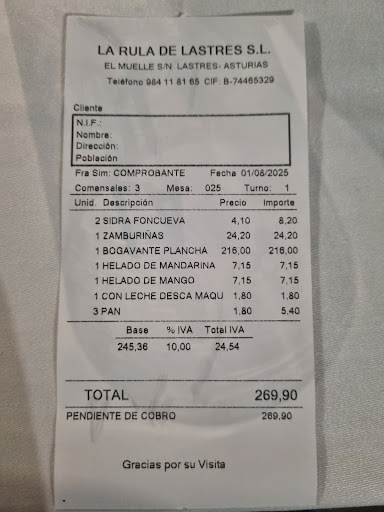 LA RULA DE LASTRES S.L.
EL MUELLE S/N LASTRES- ASTURIAS
Teléfono 984 11 81 65 CIF: B-74465329
Cliente
N.I.F.:
Nombre:
Dirección:
Población
Fra Sim: COMPROBANTE Fecha 01/08/2025
Comensales: 3 Mesa: 025 Turno: 1
Unid. Descripción Precio Importe
2 SIDRA FONCUEVA 4,10 8,20
1 ZAMBURIÑAS 24,20 24,20
1 BOGAVANTE PLANCHA 216,00 216,00
1 HELADO DE MANDARINA 7,15 7,15
1 HELADO DE MANGO 7,15 7,15
1 CON LECHE DESCA MAQU 1,80 1,80
3 PAN 1,80 5,40
Base % IVA Total IVA
245,36 10,00 24,54
TOTAL 269,90
PENDIENTE DE COBRO 269,90
Gracias por su Visita